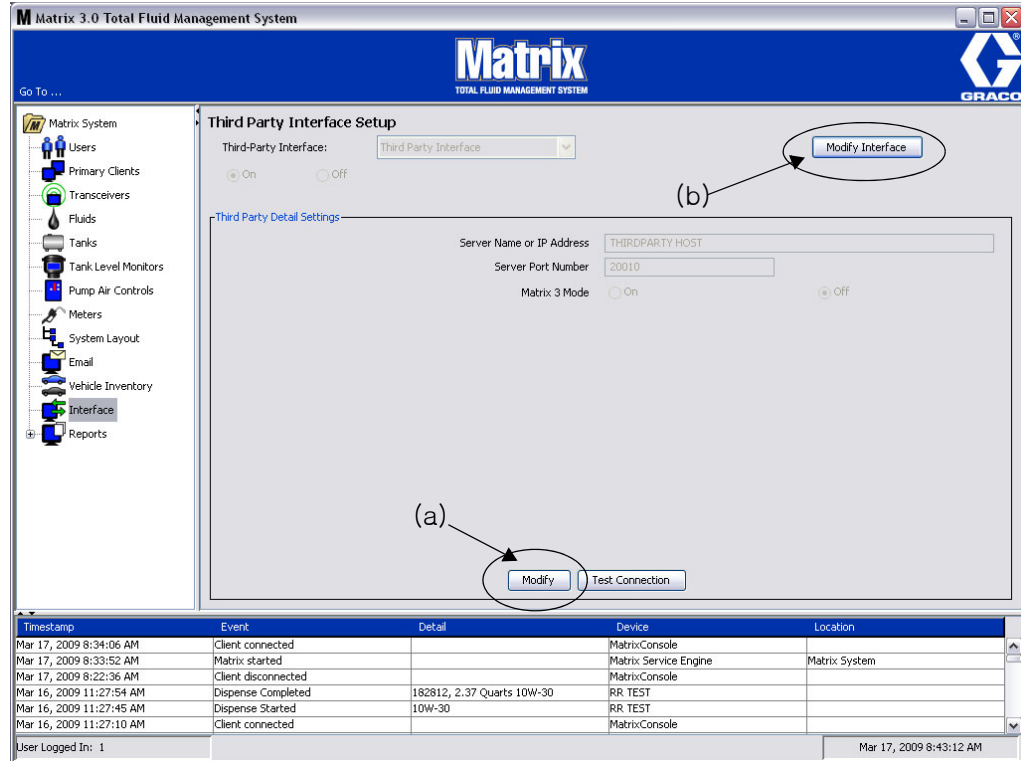 Matrix 3.0 Total Fluid Management System
Matrix
TOTAL FLUID MANAGEMENT SYSTEM
GRACO®
Go To ...
Matrix System
Users
Primary Clients
Transceivers
Fluids
Tanks
Tank Level Monitors
Pump Air Controls
Meters
System Layout
Email
Vehicle Inventory
Interface
Reports
Third Party Interface Setup
Third-Party Interface: Third Party Interface
Modify Interface
On Off
(b)
Third Party Detail Settings
Server Name or IP Address THIRDPARTY HOST
Server Port Number 20010
Matrix 3 Mode On Off
(a)
Modify Test Connection
Timestamp Event Detail Device Location
Mar 17, 2009 8:34:06 AM Client connected MatrixConsole
Mar 17, 2009 8:33:52 AM Matrix started Matrix Service Engine Matrix System
Mar 17, 2009 8:22:36 AM Client disconnected MatrixConsole
Mar 16, 2009 11:27:54 AM Dispense Completed 182812, 2.37 Quarts 10W-30 RR TEST
Mar 16, 2009 11:27:45 AM Dispense Started 10W-30 RR TEST
Mar 16, 2009 11:27:10 AM Client connected MatrixConsole
User Logged In: 1 Mar 17, 2009 8:43:12 AM